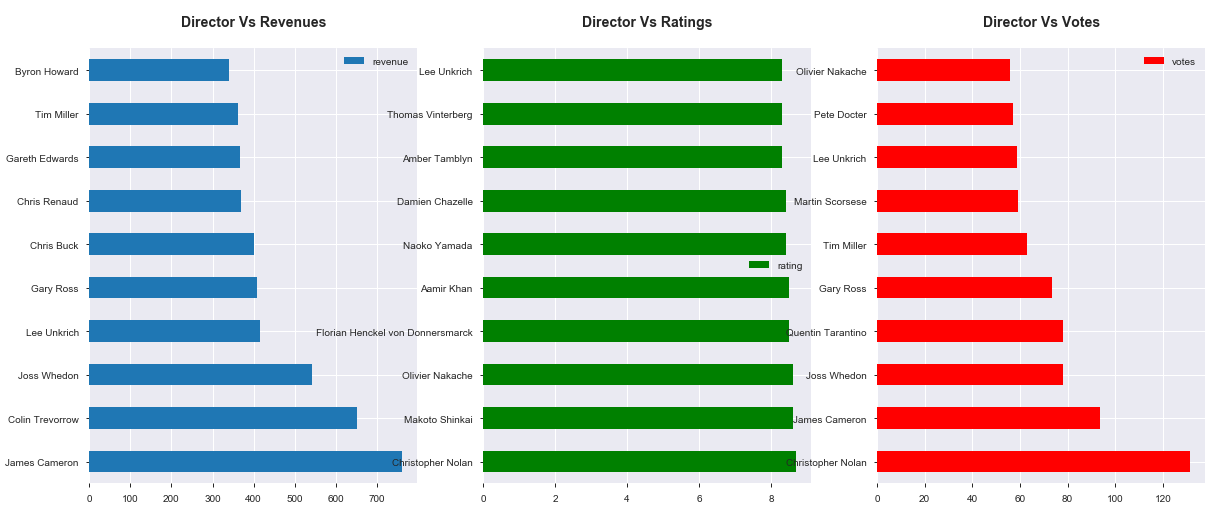 Director Vs Revenues
revenue
Byron Howard
Tim Miller
Gareth Edwards
Chris Renaud
Chris Buck
Gary Ross
Lee Unkrich
Joss Whedon
Colin Trevorrow
James Cameron
0 100 200 300 400 500 600 700
Director Vs Ratings
Lee Unkrich
Thomas Vinterberg
Amber Tamblyn
Damien Chazelle
Naoko Yamada
rating
Aamir Khan
Florian Henckel von Donnersmarck
Olivier Nakache
Makoto Shinkai
Christopher Nolan
0 2 4 6 8
Director Vs Votes
votes
Olivier Nakache
Pete Docter
Lee Unkrich
Martin Scorsese
Tim Miller
Gary Ross
Quentin Tarantino
Joss Whedon
James Cameron
Christopher Nolan
0 20 40 60 80 100 120